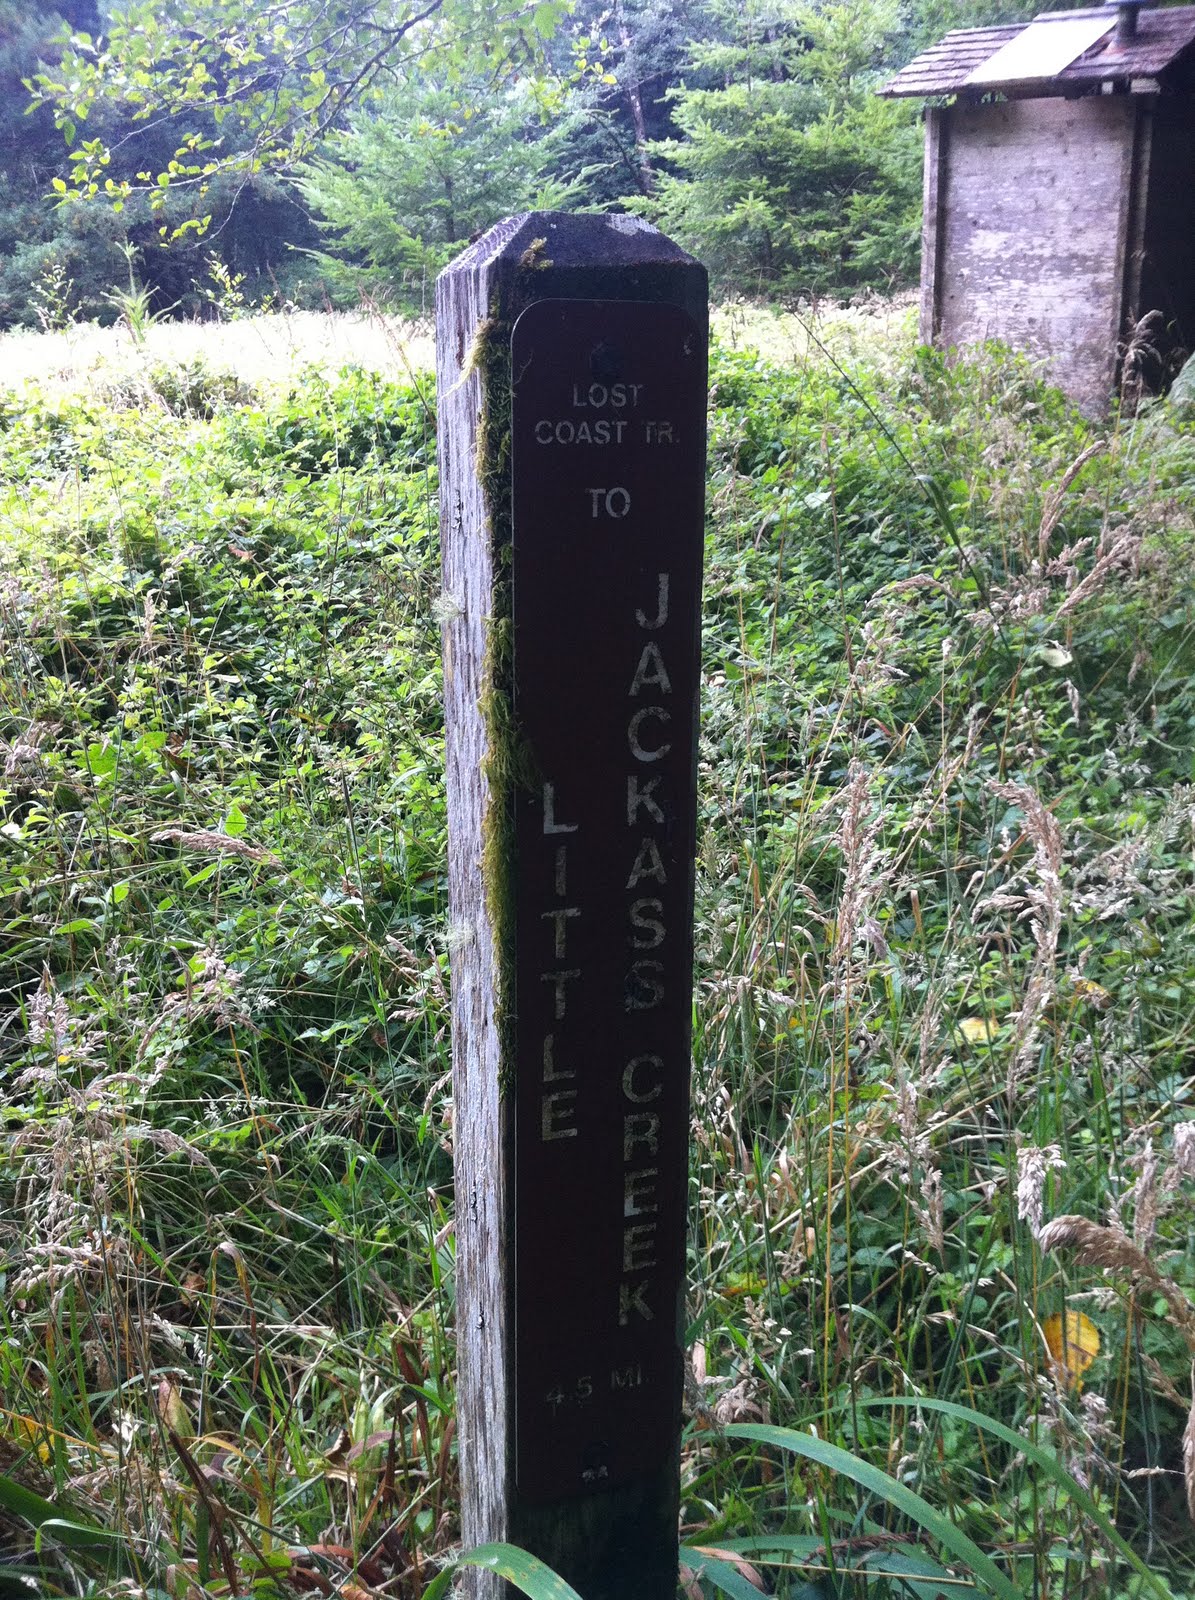 LOST
COAST TR.
TO
LITTLE
JACKASS CREEK
4.5 MI.